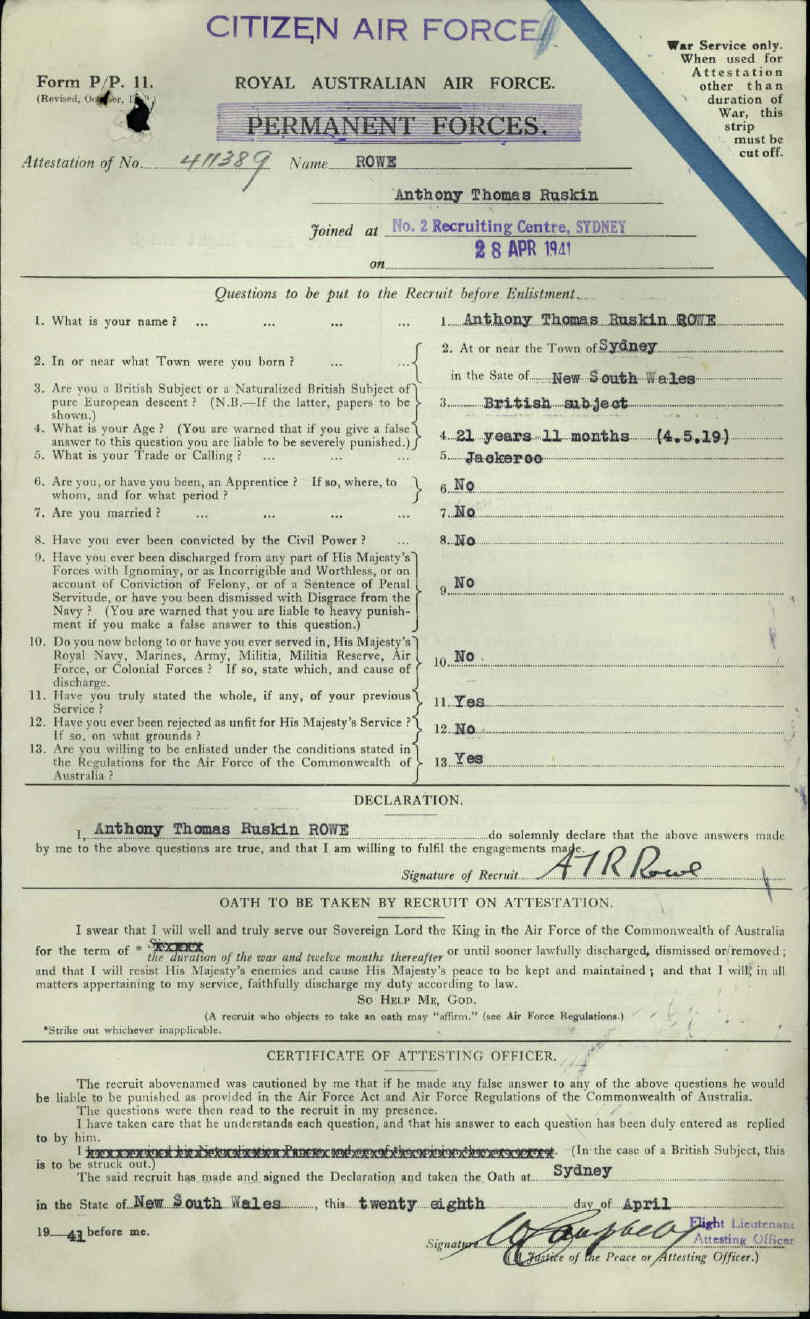 CITIZEN AIR FORCE
War Service only.
When used for
Attestation
other than
duration of
War, this
strip
must be
cut off.
Form P/P. 11.
(Revised,
ROYAL AUSTRALIAN AIR FORCE.
PERMANENT FORCES.
Attestation of No. 411389 Name ROWE
Anthony Thomas Ruskin
Joined at No. 2 Recruiting Centre, SYDNEY
28 APR 1941
on
Questions to be put to the Recruit before Enlistment.
1. What is your name? ... ... ... ... 1. Anthony Thomas Ruskin ROWE
2. In or near what Town were you born? ... ... 2. At or near the Town of Sydney
in the Sate of New South Wales
3. Are you a British Subject or a Naturalized British Subject of
pure European descent? (N.B.—If the latter, papers to be
shown.)
3. British subject
4. What is your Age? (You are warned that if you give a false
answer to this question you are liable to be severely punished.)
4. 21 years 11 months (4.5.19)
5. What is your Trade or Calling? ... ... ... 5. Jackeroo
6. Are you, or have you been, an Apprentice? If so, where, to
whom, and for what period?
6. No
7. Are you married? ... ... ... ... 7. No
8. Have you ever been convicted by the Civil Power? ... 8. No
9. Have you ever been discharged from any part of His Majesty's
Forces with Ignominy, or as Incorrigible and Worthless, or on
account of Conviction of Felony, or of a Sentence of Penal
Servitude, or have you been dismissed with Disgrace from the
Navy? (You are warned that you are liable to heavy punish-
ment if you make a false answer to this question.)
9. No
10. Do you now belong to or have you ever served in, His Majesty's
Royal Navy, Marines, Army, Militia, Militia Reserve, Air
Force, or Colonial Forces? If so, state which, and cause of
discharge.
10. No
11. Have you truly stated the whole, if any, of your previous
Service?
11. Yes
12. Have you ever been rejected as unfit for His Majesty's Service?
If so, on what grounds?
12. No
13. Are you willing to be enlisted under the conditions stated in
the Regulations for the Air Force of the Commonwealth of
Australia?
13. Yes
DECLARATION.
I, Anthony Thomas Ruskin ROWE do solemnly declare that the above answers made
by me to the above questions are true, and that I am willing to fulfil the engagements made.
Signature of Recruit A T R Rowe
OATH TO BE TAKEN BY RECRUIT ON ATTESTATION.
I swear that I will well and truly serve our Sovereign Lord the King in the Air Force of the Commonwealth of Australia
for the term of * the duration of the war and twelve months thereafter or until sooner lawfully discharged, dismissed or removed;
and that I will resist His Majesty's enemies and cause His Majesty's peace to be kept and maintained; and that I will, in all
matters appertaining to my service, faithfully discharge my duty according to law.
SO HELP ME, GOD.
(A recruit who objects to take an oath may "affirm." (see Air Force Regulations.)
*Strike out whichever inapplicable.
CERTIFICATE OF ATTESTING OFFICER.
The recruit abovenamed was cautioned by me that if he made any false answer to any of the above questions he would
be liable to be punished as provided in the Air Force Act and Air Force Regulations of the Commonwealth of Australia.
The questions were then read to the recruit in my presence.
I have taken care that he understands each question, and that his answer to each question has been duly entered as replied
to by him.
I (In the case of a British Subject, this
is to be struck out.)
The said recruit has made and signed the Declaration and taken the Oath at Sydney
in the State of New South Wales, this twenty eighth day of April
19 41 before me.
Signature Campbell Flight Lieutenant
Attesting Officer
(A Justice of the Peace or Attesting Officer.)